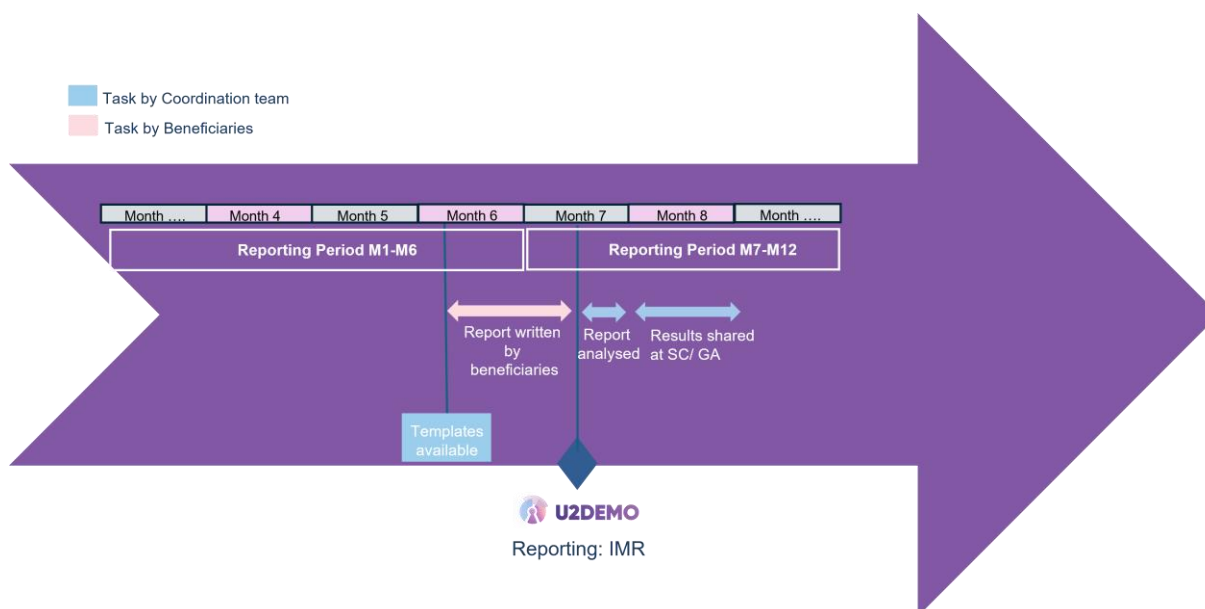 Task by Coordination team
Task by Beneficiaries
Month ....
Month 4
Month 5
Month 6
Month 7
Month 8
Month ....
Reporting Period M1-M6
Reporting Period M7-M12
Report written
by
beneficiaries
Report
analysed
Results shared
at SC/ GA
Templates
available
U2DEMO
Reporting: IMR